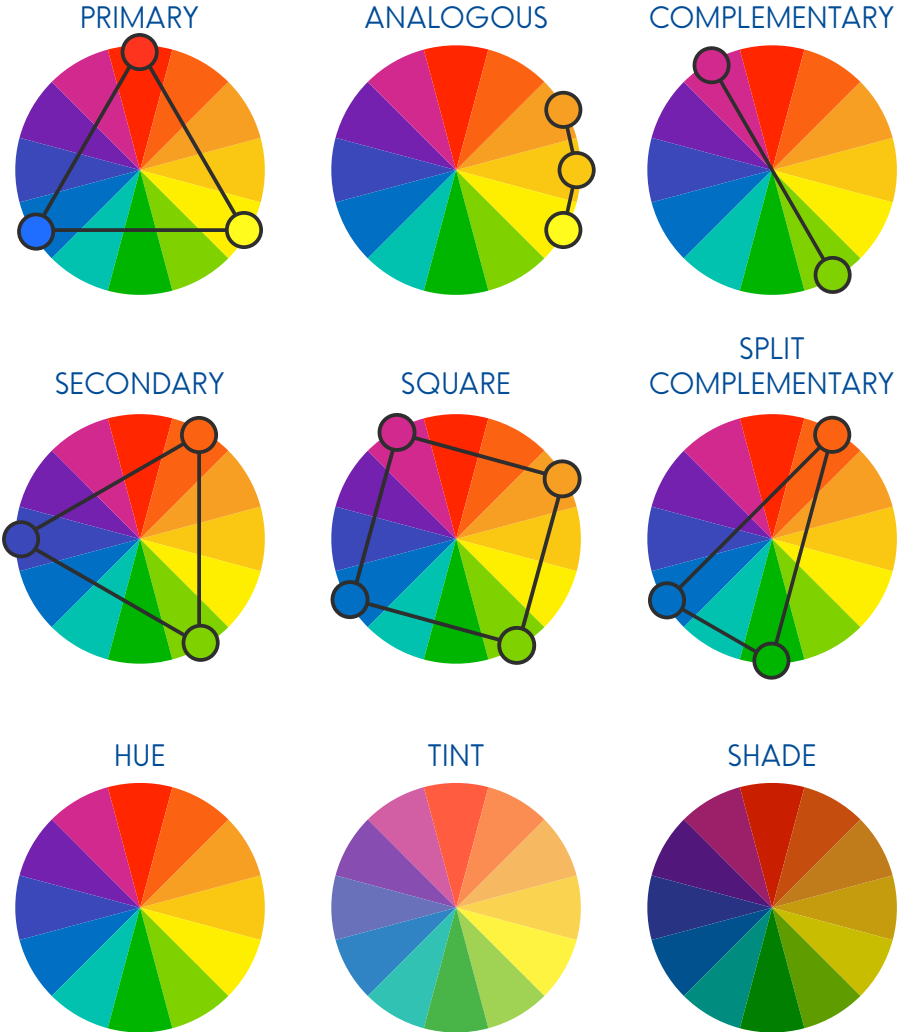 PRIMARY
ANALOGOUS
COMPLEMENTARY
SECONDARY
SQUARE
SPLIT
COMPLEMENTARY
HUE
TINT
SHADE